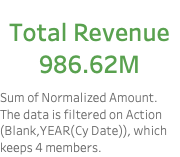 Total Revenue
986.62M
Sum of Normalized Amount.
The data is filtered on Action
(Blank,YEAR(Cy Date)), which
keeps 4 members.